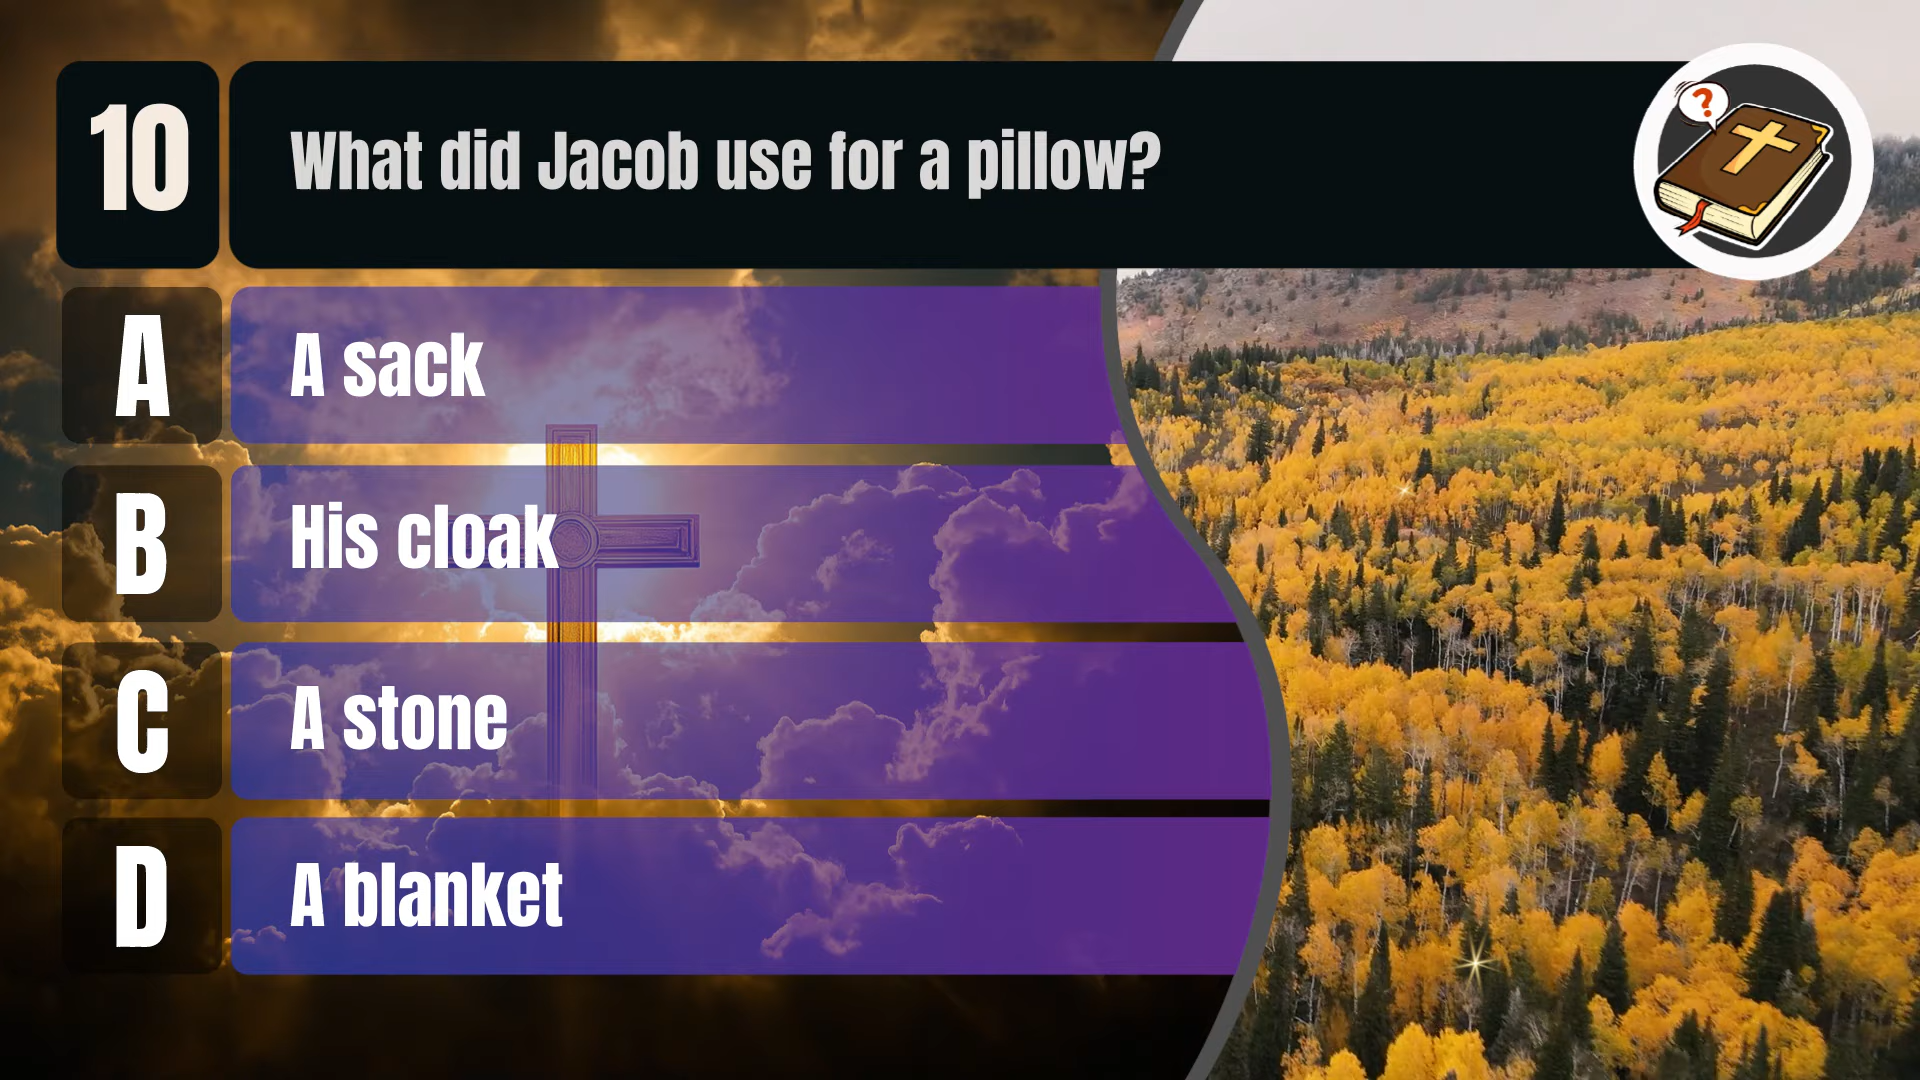 10
What did Jacob use for a pillow?
?
A
A sack
B
His cloak
C
A stone
D
A blanket